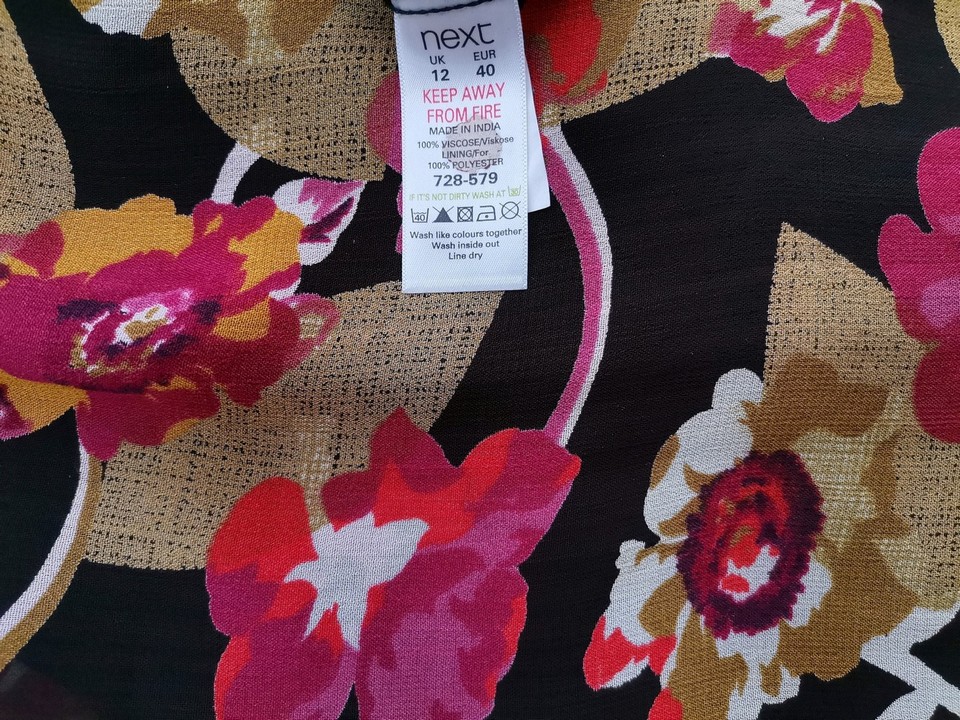 next
UK EUR
12 40
KEEP AWAY
FROM FIRE
MADE IN INDIA
100% VISCOSE/Viskose
LINING/For
100% POLYESTER
728-579
IF IT'S NOT DIRTY WASH AT 30
40
Wash like colours together
Wash inside out
Line dry